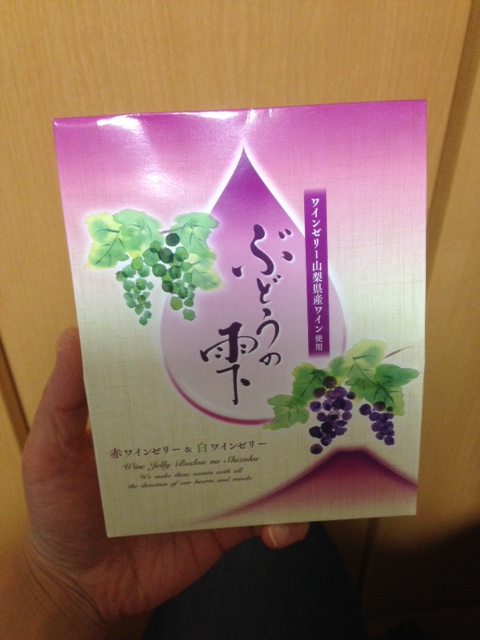 ワインゼリー山梨県産ワイン使用
ぶどうの
雫
赤ワインゼリー & 白ワインゼリー
Wine Jelly Budou no Shizuku
We make these sweets with all
the devotion of our hearts and minds.